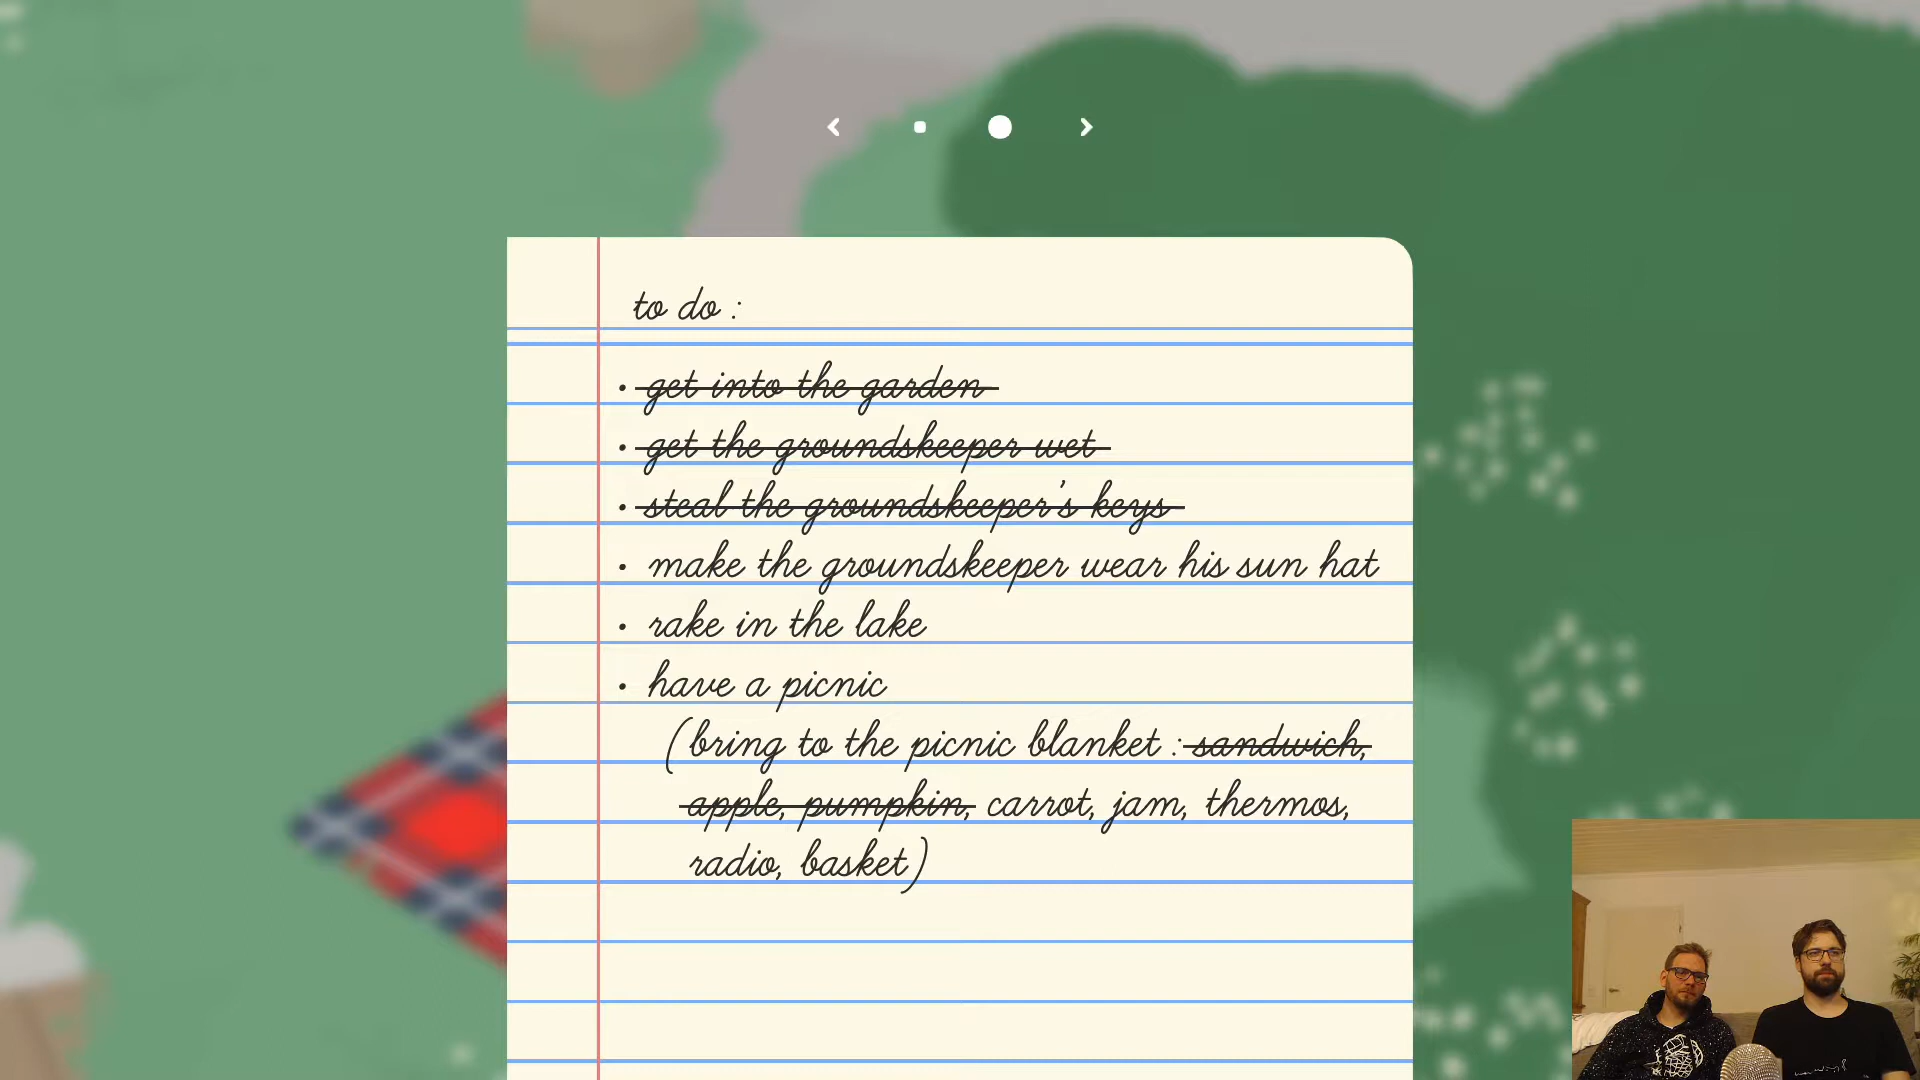 to do :
• get into the garden
• get the groundskeeper wet
• steal the groundskeeper's keys
• make the groundskeeper wear his sun hat
• rake in the lake
• have a picnic
(bring to the picnic blanket : sandwich,
apple, pumpkin, carrot, jam, thermos,
radio, basket)